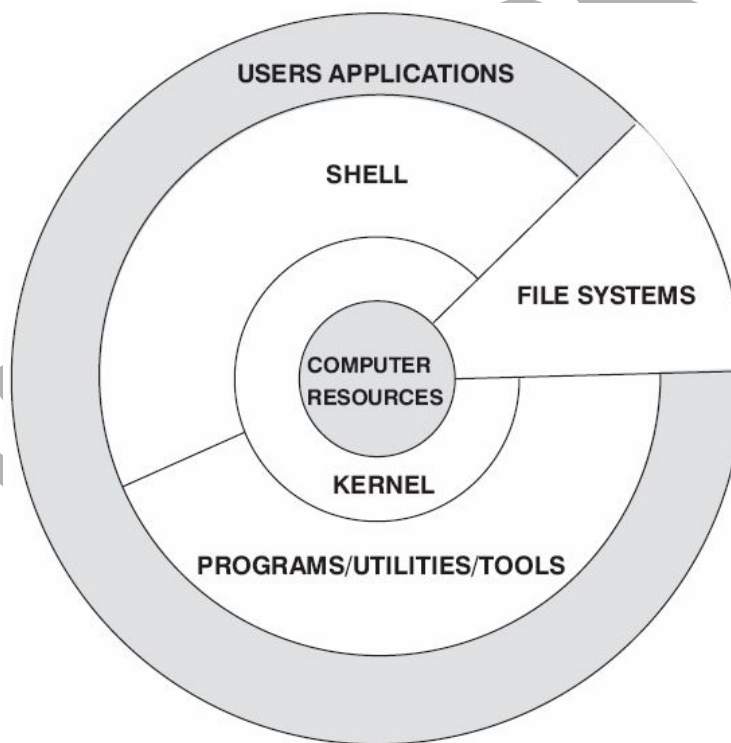 USERS APPLICATIONS
SHELL
FILE SYSTEMS
COMPUTER
RESOURCES
KERNEL
PROGRAMS/UTILITIES/TOOLS